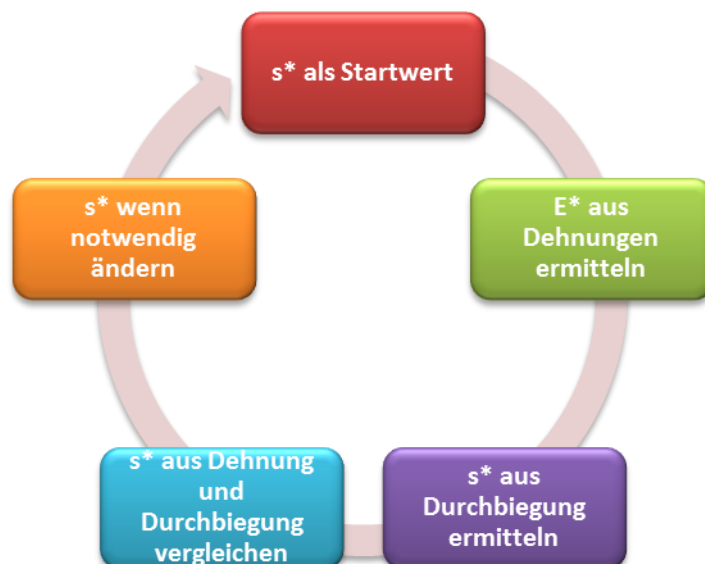 s* als Startwert
E* aus
Dehnungen
ermitteln
s* aus
Durchbiegung
ermitteln
s* aus Dehnung
und
Durchbiegung
vergleichen
s* wenn
notwendig
ändern